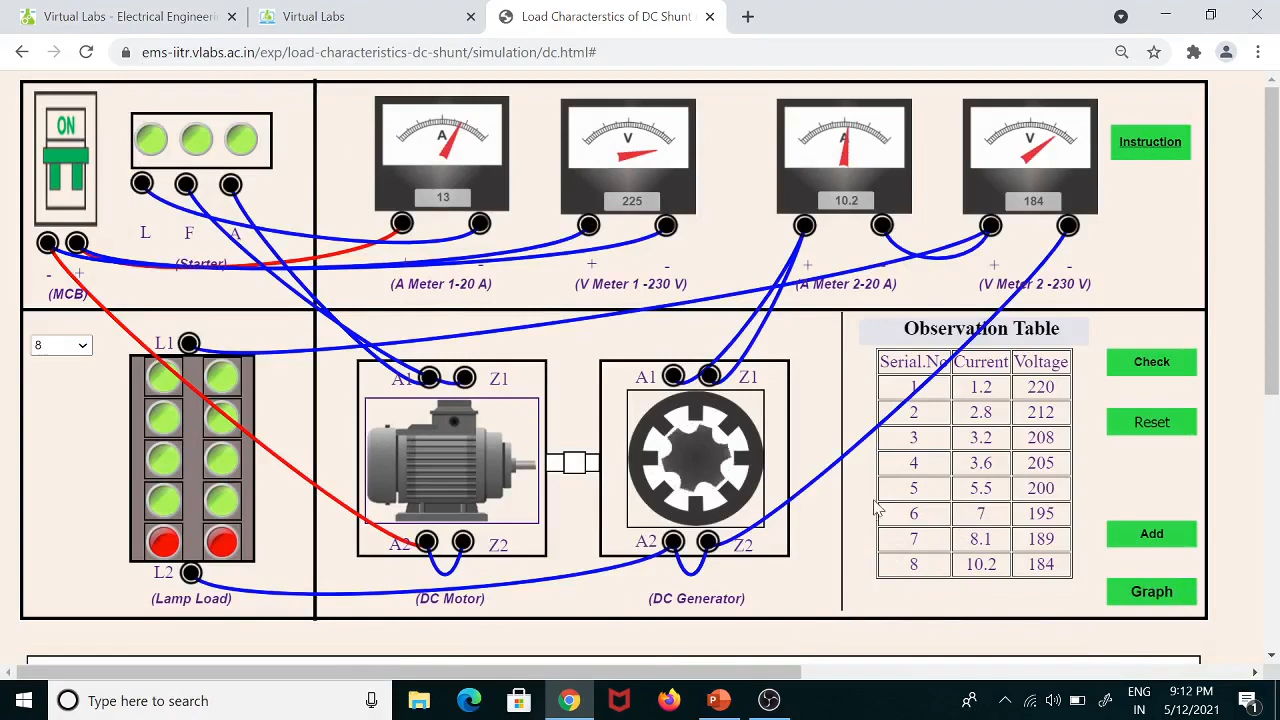 Virtual Labs - Electrical Engineeri
Virtual Labs
Load Characterstics of DC Shunt
ems-iitr.vlabs.ac.in/exp/load-characteristics-dc-shunt/simulation/dc.html#
ON
L F A
(Starter)
- +
(MCB)
A
13
+ -
(A Meter 1-20 A)
V
225
+ -
(V Meter 1 -230 V)
A
10.2
+
(A Meter 2-20 A)
V
184
+ -
(V Meter 2 -230 V)
Instruction
8
L1
L2
(Lamp Load)
A1 Z1
A2 Z2
(DC Motor)
A1 Z1
A2 Z2
(DC Generator)
Observation Table
Serial.No Current Voltage
1 1.2 220
2 2.8 212
3 3.2 208
4 3.6 205
5 5.5 200
6 7 195
7 8.1 189
8 10.2 184
Check
Reset
Add
Graph
Type here to search
ENG
IN
9:12 PM
5/12/2021
1